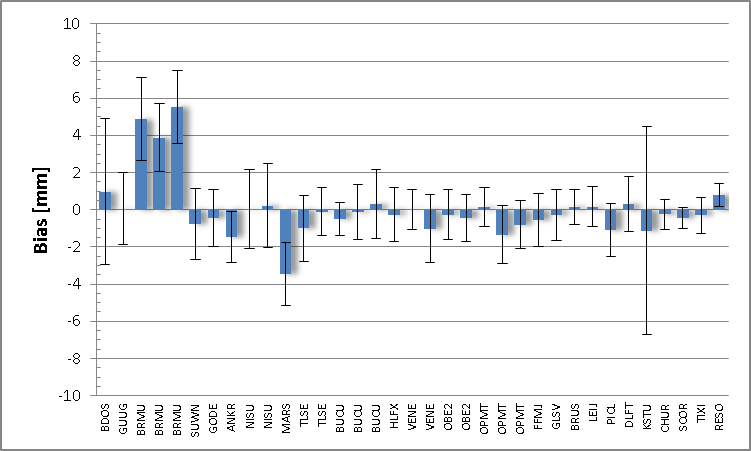 10
8
6
4
2
0
-2
-4
-6
-8
-10
Bias [mm]
BDOS
GUUG
BRMU
BRMU
BRMU
SUWN
GODE
ANKR
NISU
NISU
MARS
TLSE
TLSE
BUCU
BUCU
BUCU
HLFX
VENE
VENE
OBE2
OBE2
OPMT
OPMT
OPMT
FFMJ
GLSV
BRUS
LEIJ
PICL
DLFT
KSTU
CHUR
SCOR
TIXI
RESO